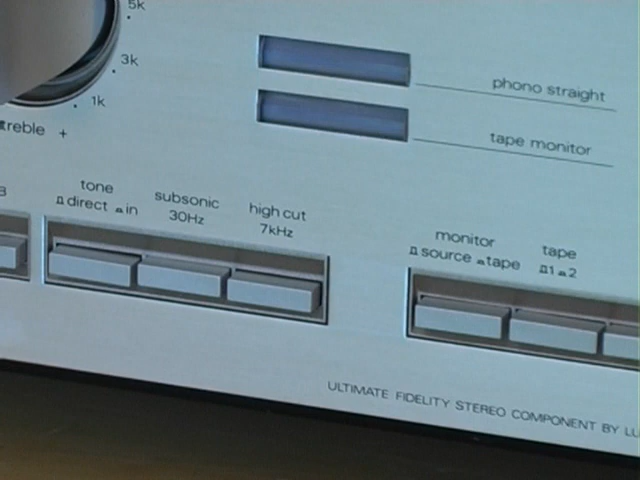 5k
3k
1k
treble +
phono straight
tape monitor
tone
direct in
subsonic
30Hz
high cut
7kHz
monitor
source tape
tape
1 2
ULTIMATE FIDELITY STEREO COMPONENT BY